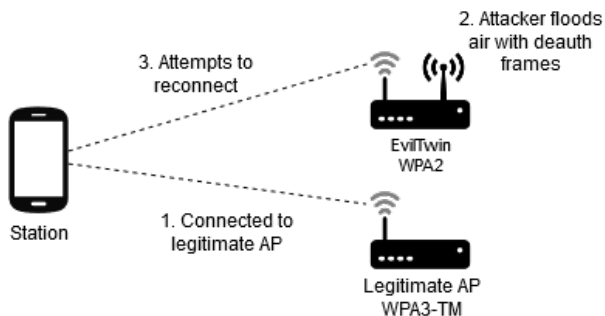 2. Attacker floods
air with deauth
frames
3. Attempts to
reconnect
EvilTwin
WPA2
1. Connected to
legitimate AP
Station
Legitimate AP
WPA3-TM